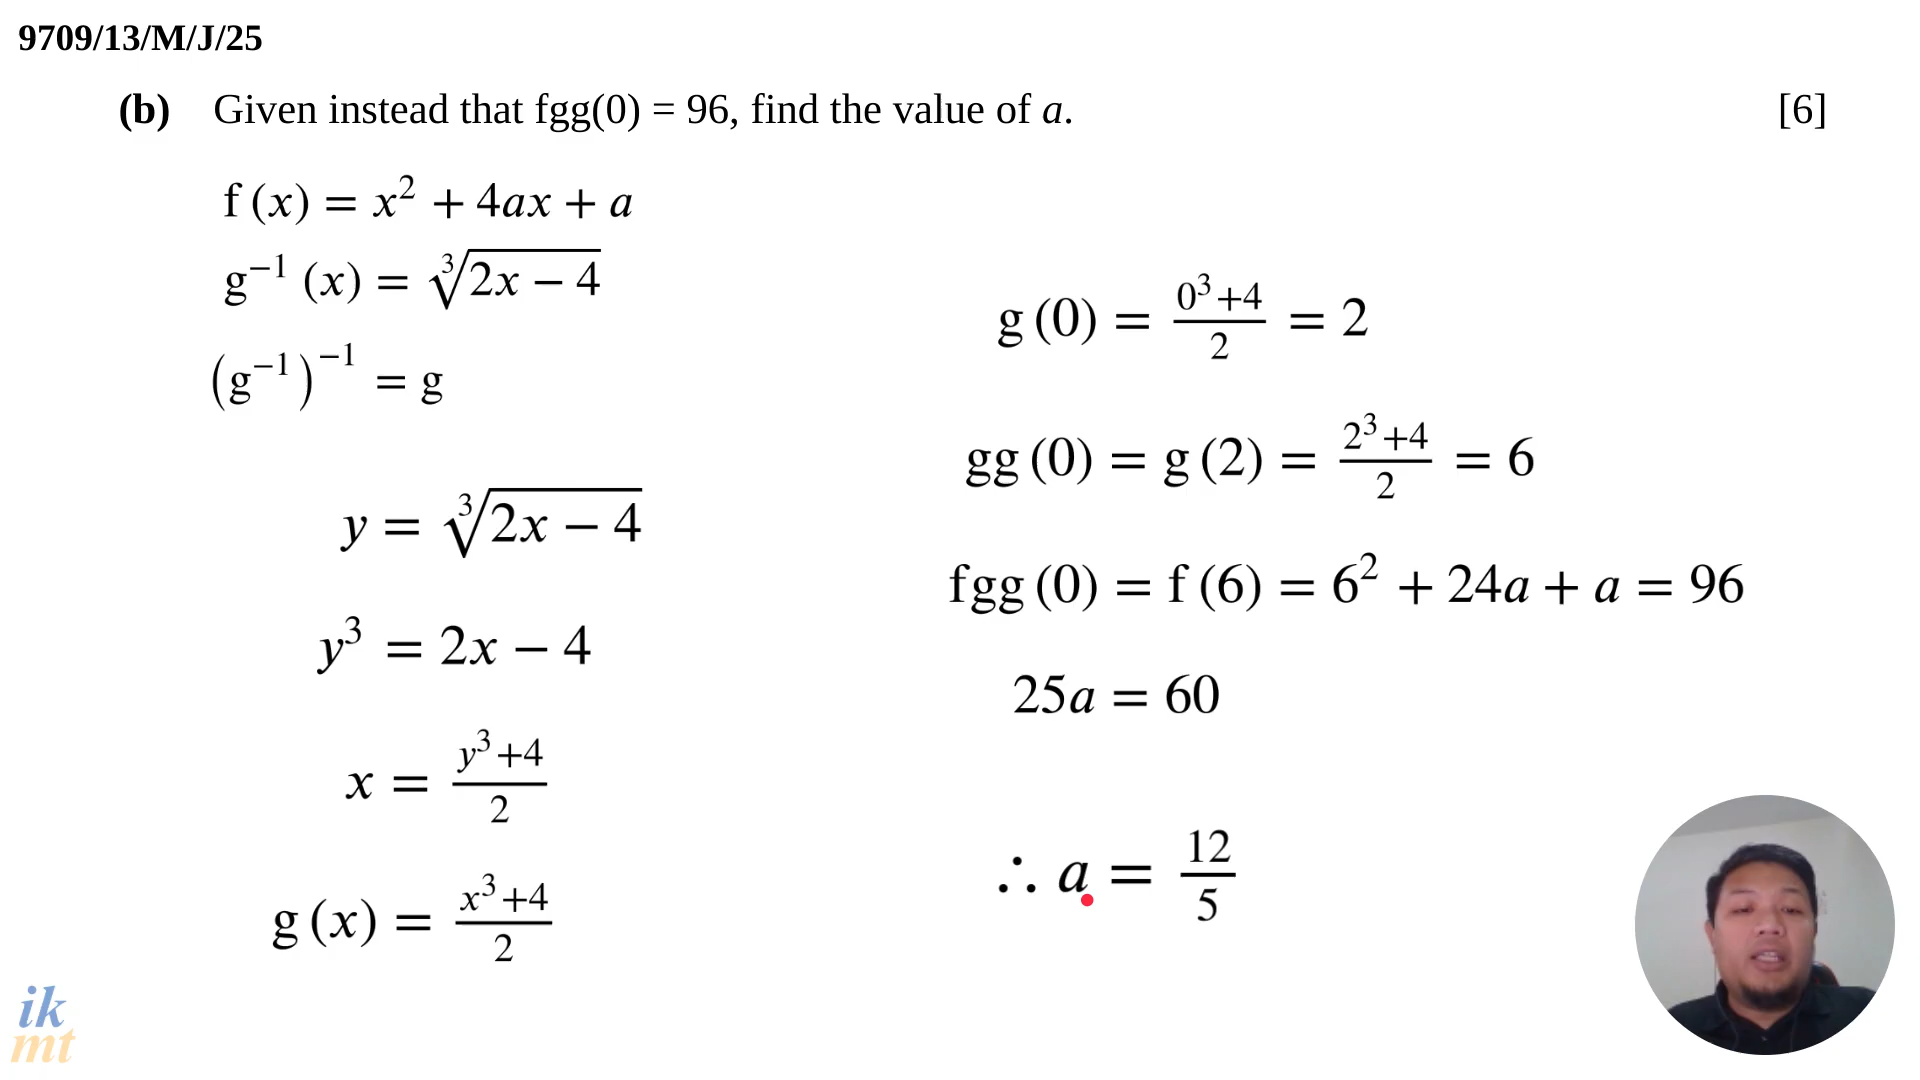 9709/13/M/J/25
(b) Given instead that fgg(0) = 96, find the value of a. [6]
f (x) = x² + 4ax + a
g⁻¹ (x) = ∛(2x − 4)
(g⁻¹)⁻¹ = g
y = ∛(2x − 4)
y³ = 2x − 4
x = (y³+4)/2
g (x) = (x³+4)/2
g (0) = (0³+4)/2 = 2
gg (0) = g (2) = (2³+4)/2 = 6
fgg (0) = f (6) = 6² + 24a + a = 96
25a = 60
∴ a = 12/5
ik
mt